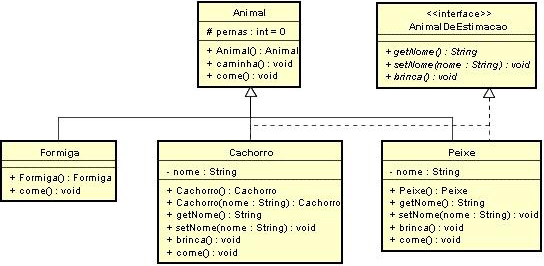 Animal
# pernas : int = 0
+ Animal() : Animal
+ caminha() : void
+ come() : void
<<interface>>
AnimalDeEstimacao
+ getNome() : String
+ setNome(nome : String) : void
+ brinca() : void
Formiga
+ Formiga() : Formiga
+ come() : void
Cachorro
- nome : String
+ Cachorro() : Cachorro
+ Cachorro(nome : String) : Cachorro
+ getNome() : String
+ setNome(nome : String) : void
+ brinca() : void
+ come() : void
Peixe
- nome : String
+ Peixe() : Peixe
+ getNome() : String
+ setNome(nome : String) : void
+ brinca() : void
+ come() : void